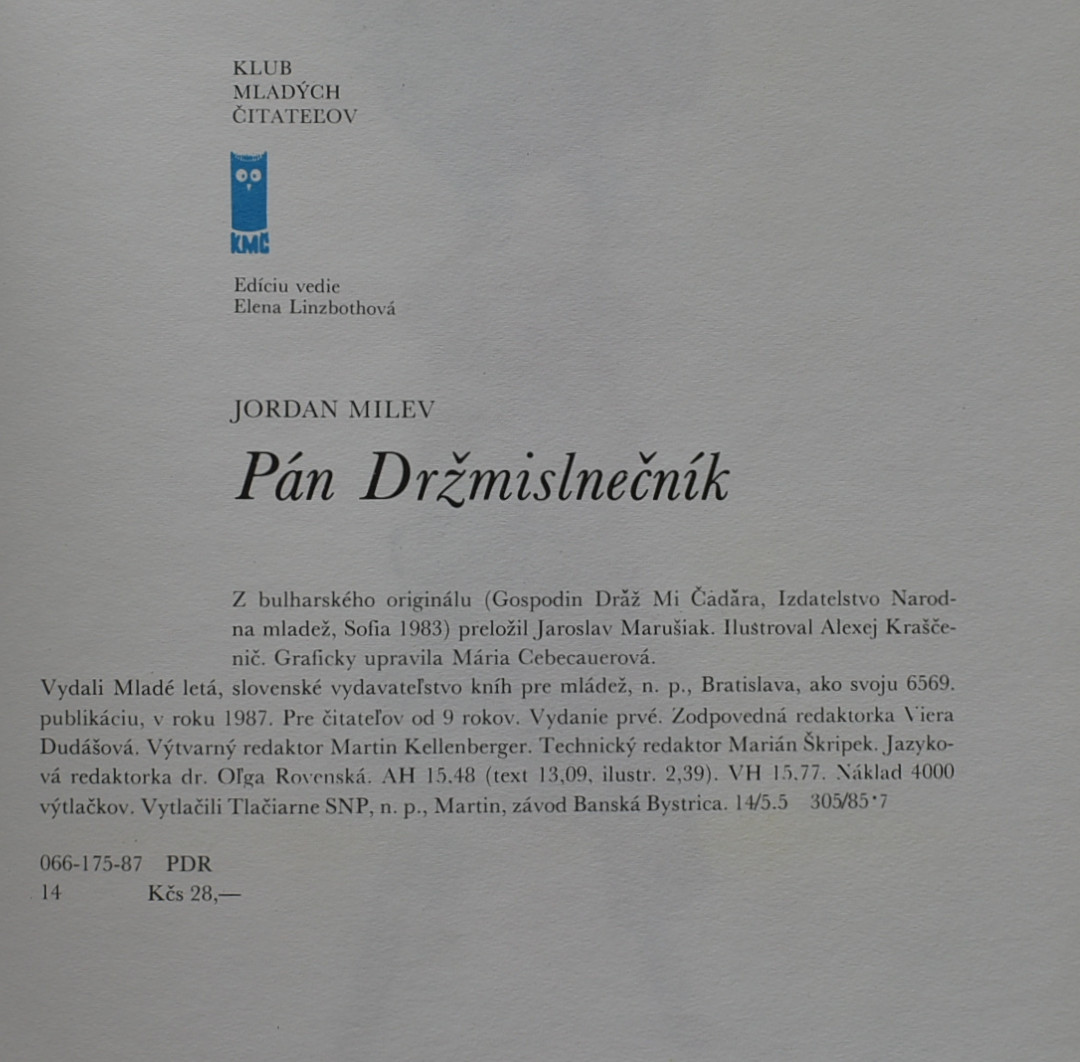 KLUB
MLADÝCH
ČITATEĽOV
KMČ
Edíciu vedie
Elena Linzbothová
JORDAN MILEV
Pán Držmislnečník
Z bulharského originálu (Gospodin Drăž Mi Čadăra, Izdatelstvo Narod-
na mladež, Sofia 1983) preložil Jaroslav Marušiak. Ilustroval Alexej Krašče-
nič. Graficky upravila Mária Cebecauerová.
Vydali Mladé letá, slovenské vydavateľstvo kníh pre mládež, n. p., Bratislava, ako svoju 6569.
publikáciu, v roku 1987. Pre čitateľov od 9 rokov. Vydanie prvé. Zodpovedná redaktorka Viera
Dudášová. Výtvarný redaktor Martin Kellenberger. Technický redaktor Marián Škripek. Jazyko-
vá redaktorka dr. Oľga Rovenská. AH 15,48 (text 13,09, ilustr. 2,39). VH 15,77. Náklad 4000
výtlačkov. Vytlačili Tlačiarne SNP, n. p., Martin, závod Banská Bystrica. 14/5.5 305/85·7
066-175-87 PDR
14 Kčs 28,—